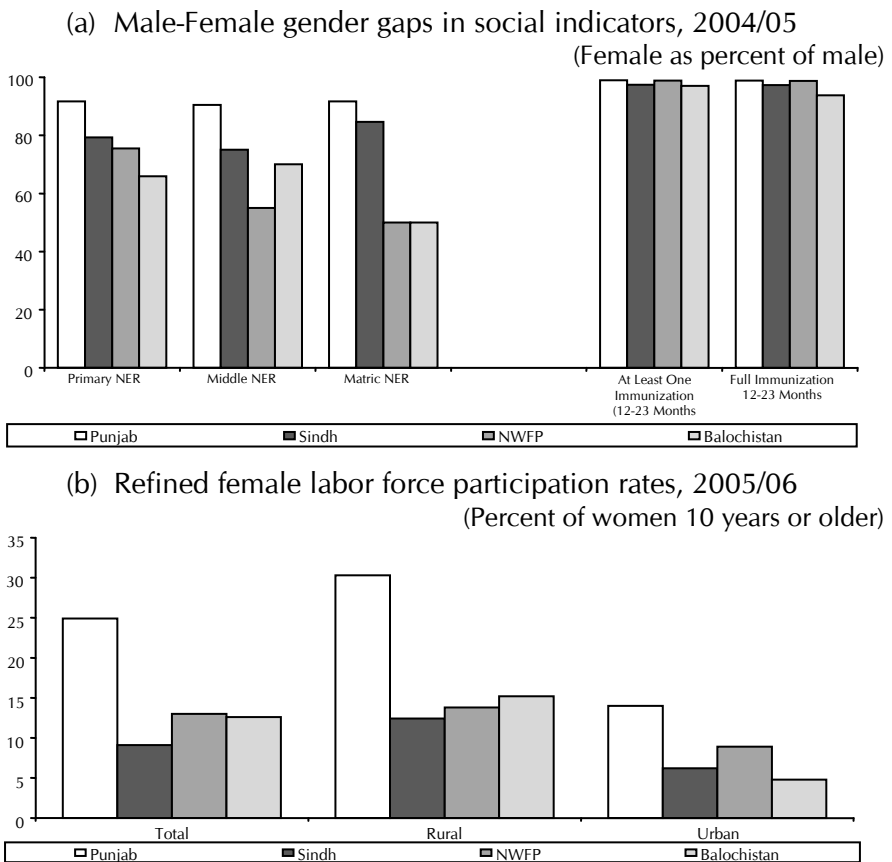 (a) Male-Female gender gaps in social indicators, 2004/05
(Female as percent of male)
100
80
60
40
20
0
Primary NER
Middle NER
Matric NER
At Least One
Immunization
(12-23 Months
Full Immunization
12-23 Months
Punjab
Sindh
NWFP
Balochistan
(b) Refined female labor force participation rates, 2005/06
(Percent of women 10 years or older)
35
30
25
20
15
10
5
0
Total
Rural
Urban
Punjab
Sindh
NWFP
Balochistan